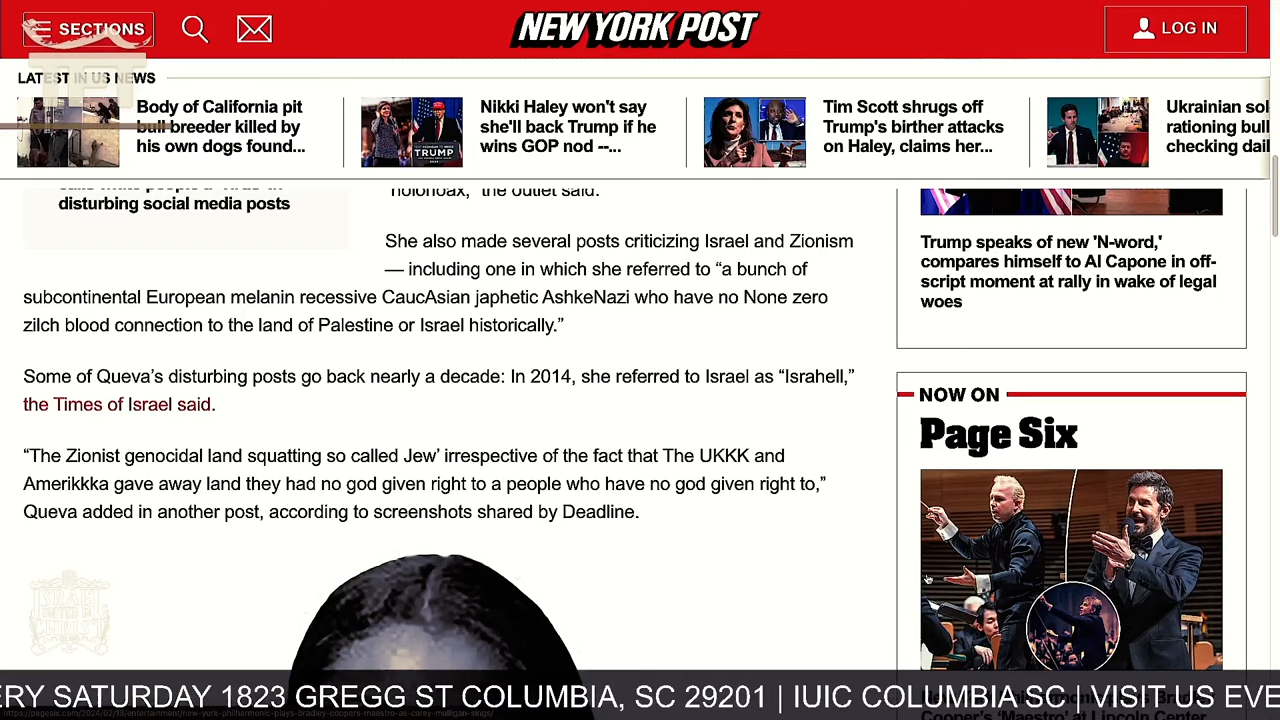 SECTIONS
NEW YORK POST
LOG IN
LATEST IN US NEWS
Body of California pit
bull breeder killed by
his own dogs found...
Nikki Haley won't say
she'll back Trump if he
wins GOP nod --...
Tim Scott shrugs off
Trump's birther attacks
on Haley, claims her...
Ukrainian sol
rationing bull
checking dail
disturbing social media posts
"holohoax," the outlet said.
She also made several posts criticizing Israel and Zionism
— including one in which she referred to “a bunch of
subcontinental European melanin recessive CaucAsian japhetic AshkeNazi who have no None zero
zilch blood connection to the land of Palestine or Israel historically.”
Some of Queva’s disturbing posts go back nearly a decade: In 2014, she referred to Israel as “Israhell,”
the Times of Israel said.
“The Zionist genocidal land squatting so called Jew’ irrespective of the fact that The UKKK and
Amerikkka gave away land they had no god given right to a people who have no god given right to,”
Queva added in another post, according to screenshots shared by Deadline.
Trump speaks of new 'N-word,'
compares himself to Al Capone in off-
script moment at rally in wake of legal
woes
NOW ON
Page Six
TRUMP
ISRAEL
UNITED IN
CHRIST
ERY SATURDAY 1823 GREGG ST COLUMBIA, SC 29201 | IUIC COLUMBIA SC - VISIT US EVE